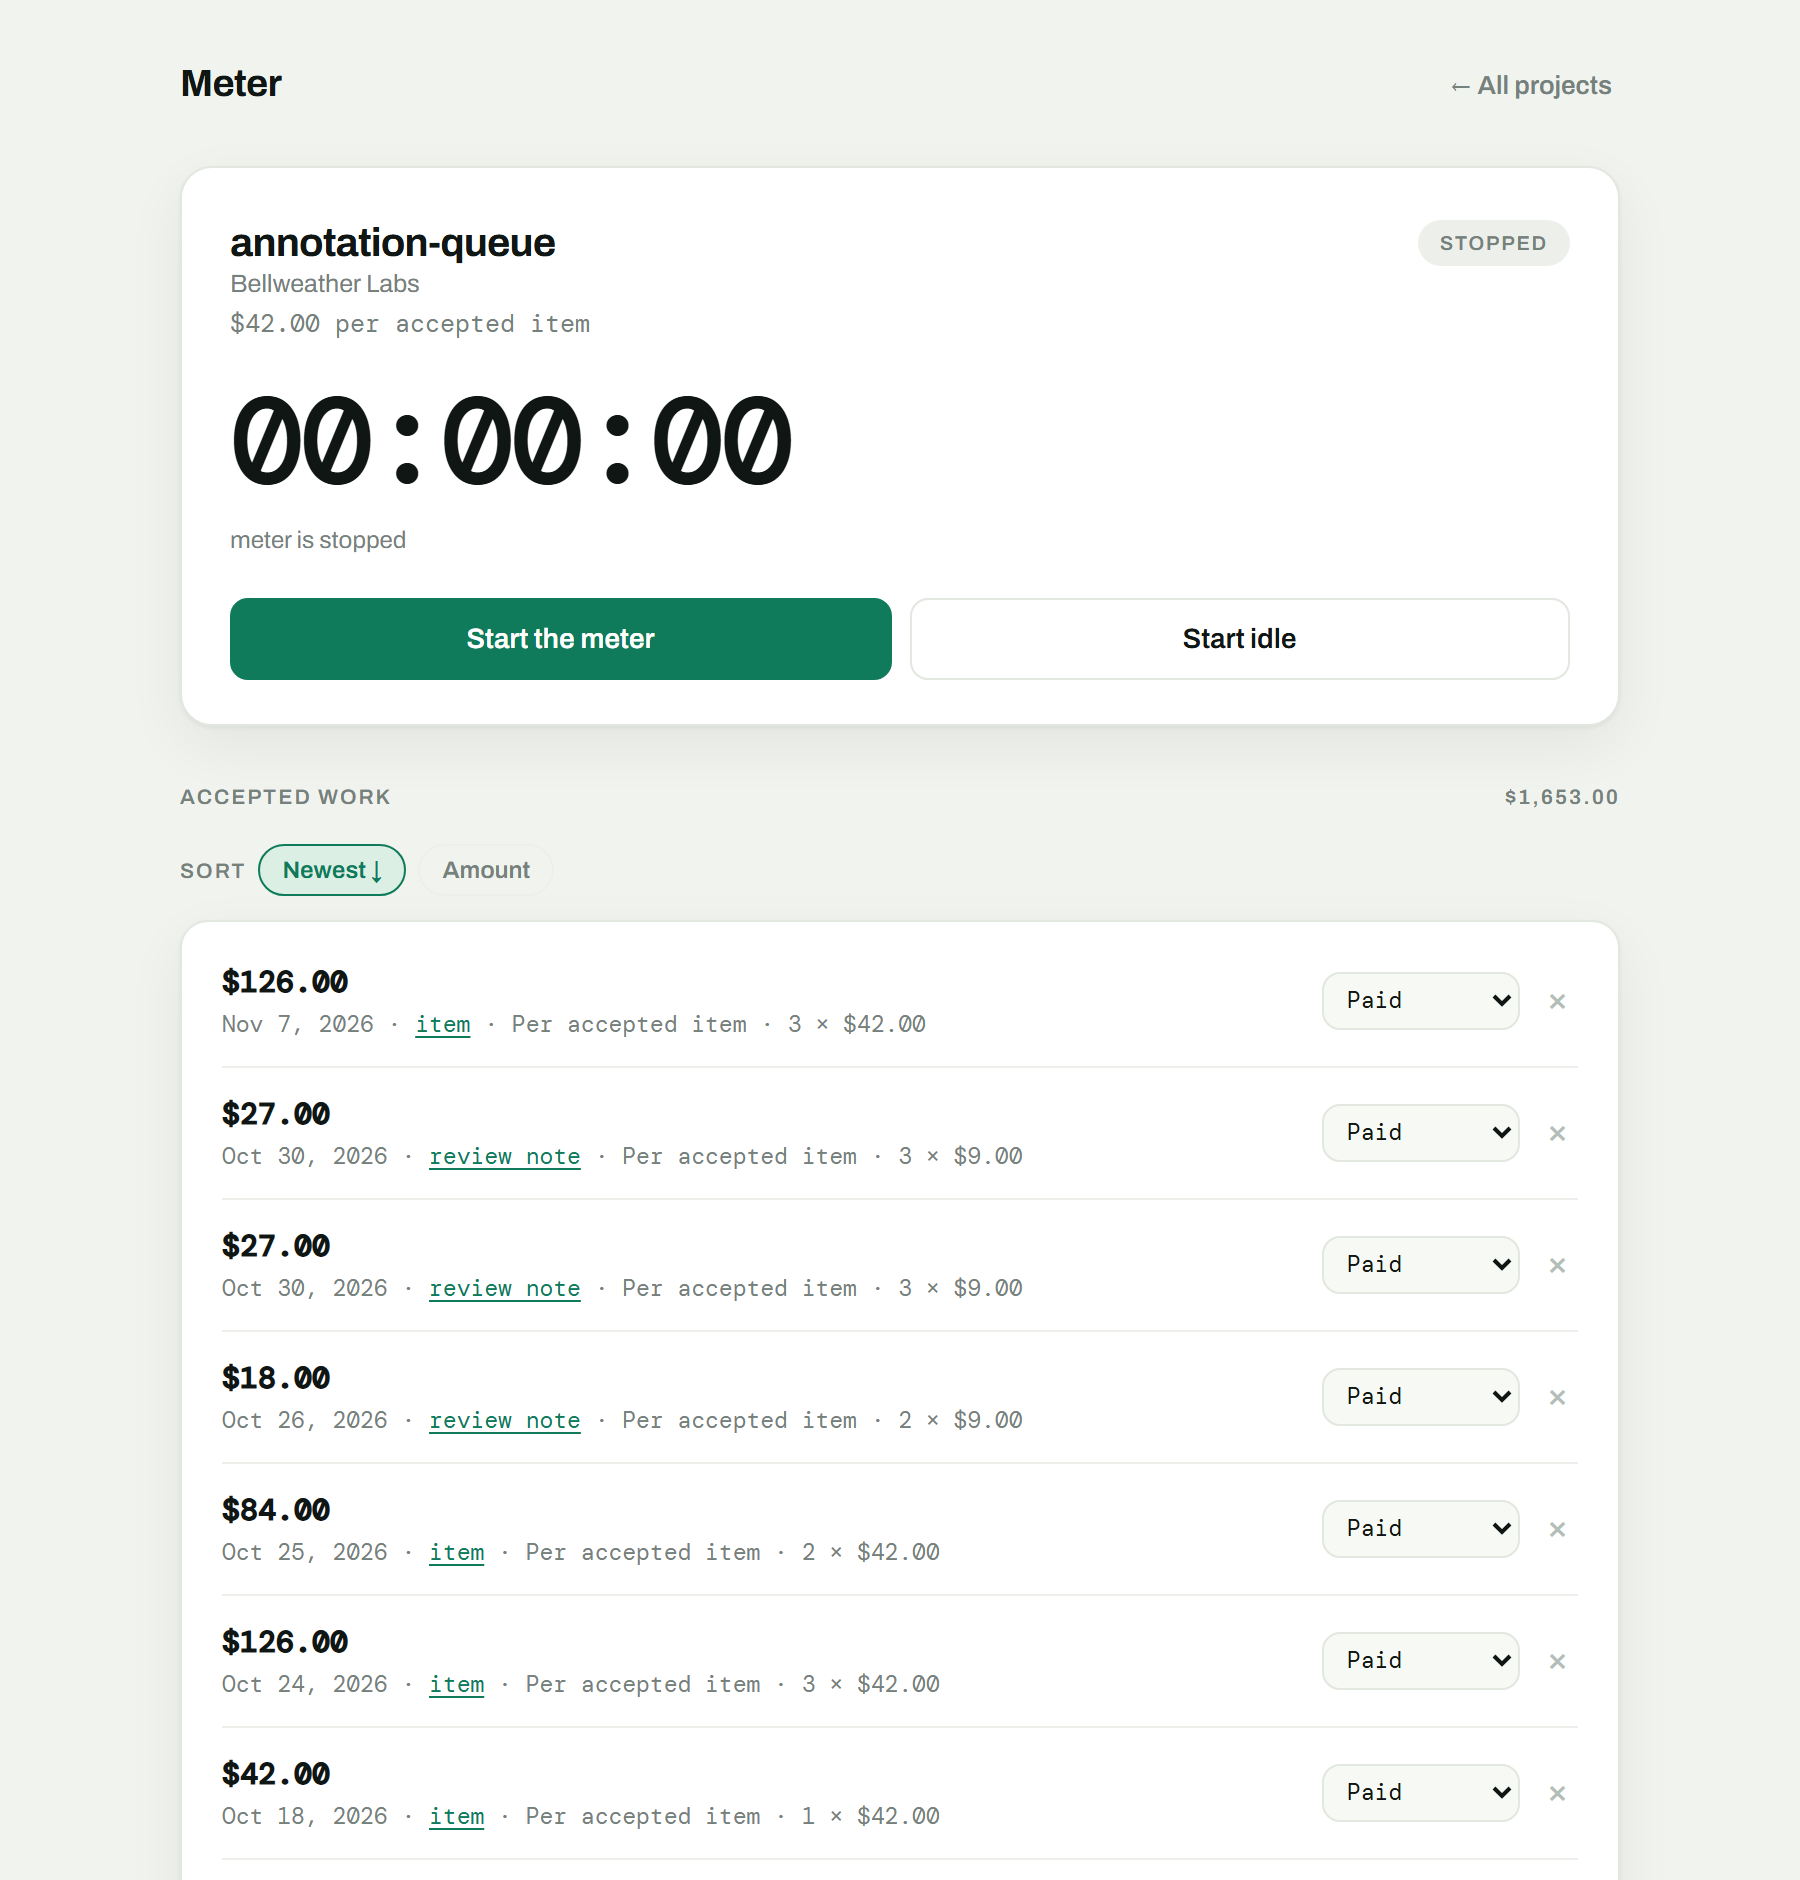 Meter
← All projects
annotation-queue
STOPPED
Bellweather Labs
$42.00 per accepted item
00:00:00
meter is stopped
Start the meter
Start idle
ACCEPTED WORK
$1,653.00
SORT
Newest ↓
Amount
$126.00
Nov 7, 2026 · item · Per accepted item · 3 × $42.00
Paid
×
$27.00
Oct 30, 2026 · review note · Per accepted item · 3 × $9.00
Paid
×
$27.00
Oct 30, 2026 · review note · Per accepted item · 3 × $9.00
Paid
×
$18.00
Oct 26, 2026 · review note · Per accepted item · 2 × $9.00
Paid
×
$84.00
Oct 25, 2026 · item · Per accepted item · 2 × $42.00
Paid
×
$126.00
Oct 24, 2026 · item · Per accepted item · 3 × $42.00
Paid
×
$42.00
Oct 18, 2026 · item · Per accepted item · 1 × $42.00
Paid
×